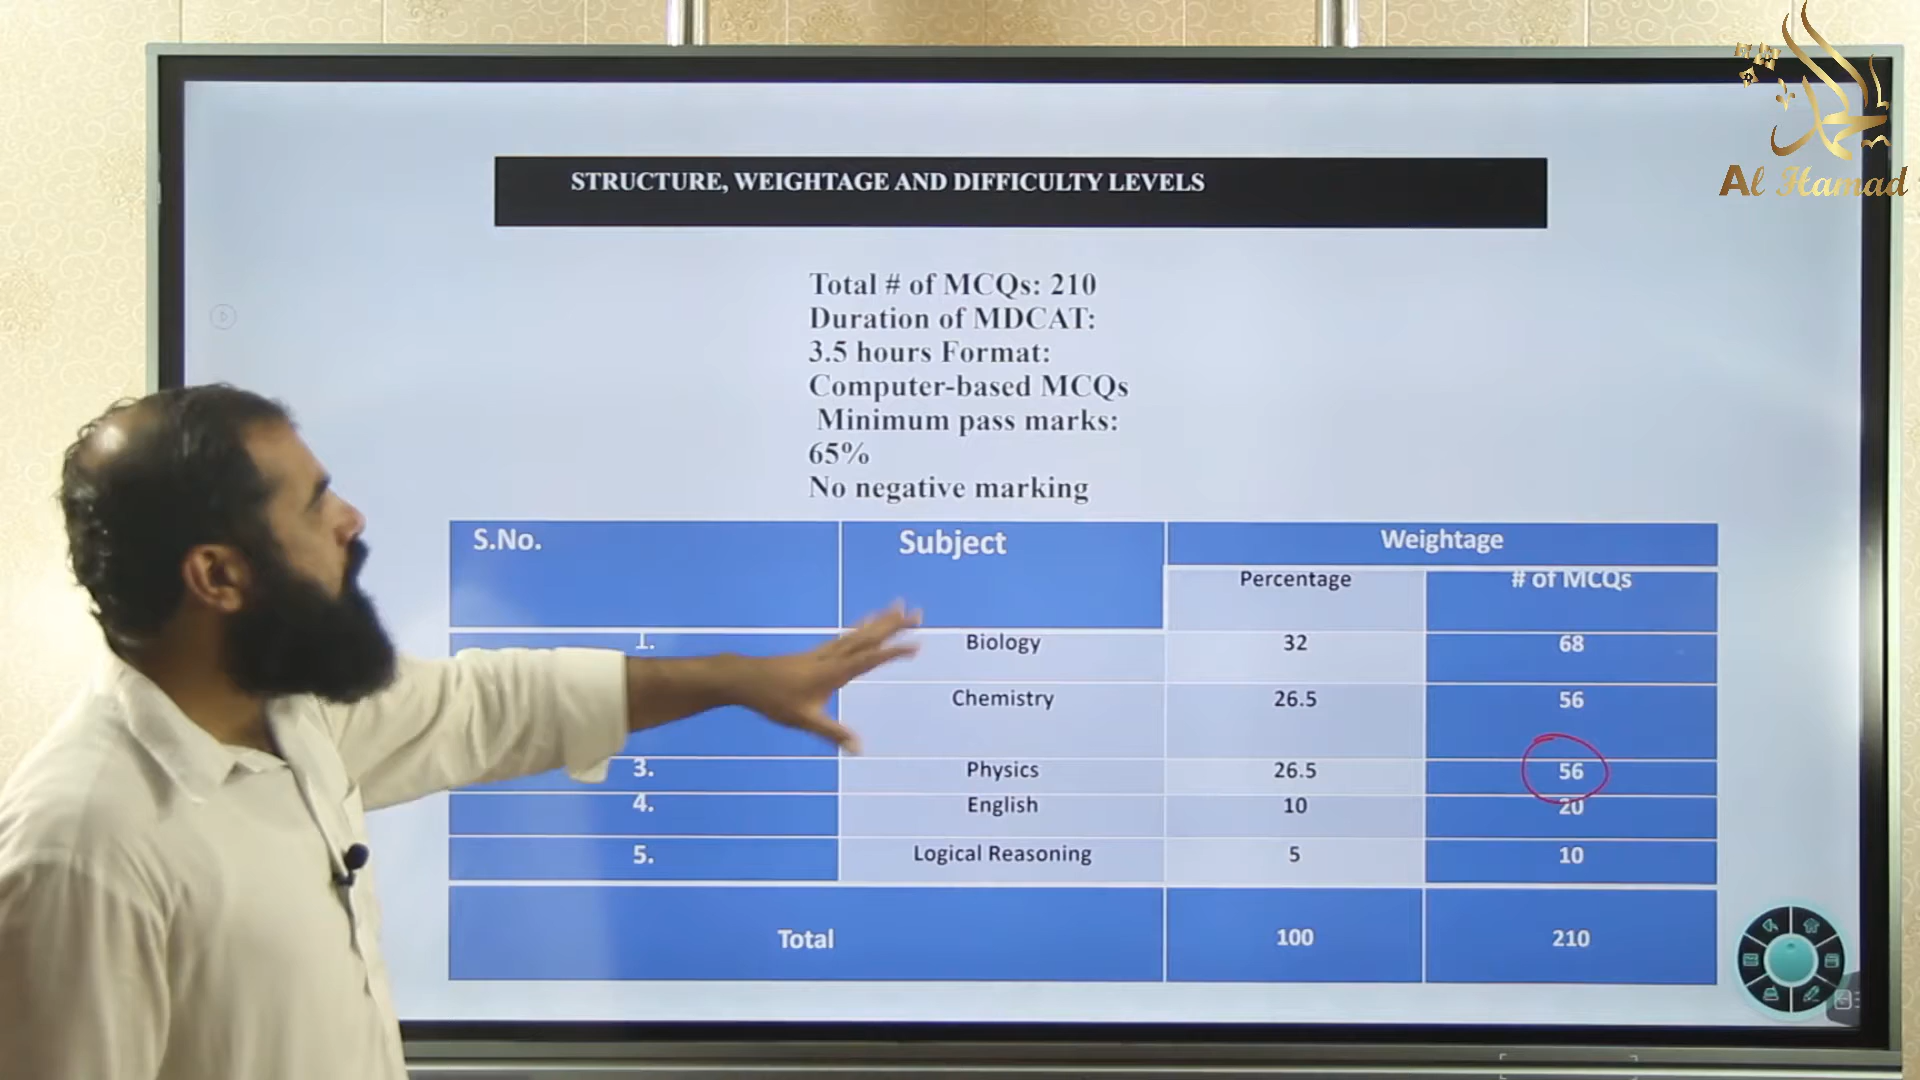 الحمد
Al Hamad
STRUCTURE, WEIGHTAGE AND DIFFICULTY LEVELS
Total # of MCQs: 210
Duration of MDCAT:
3.5 hours Format:
Computer-based MCQs
Minimum pass marks:
65%
No negative marking
S.No. Subject Weightage
Percentage # of MCQs
1. Biology 32 68
Chemistry 26.5 56
3. Physics 26.5 56
4. English 10 20
5. Logical Reasoning 5 10
Total 100 210